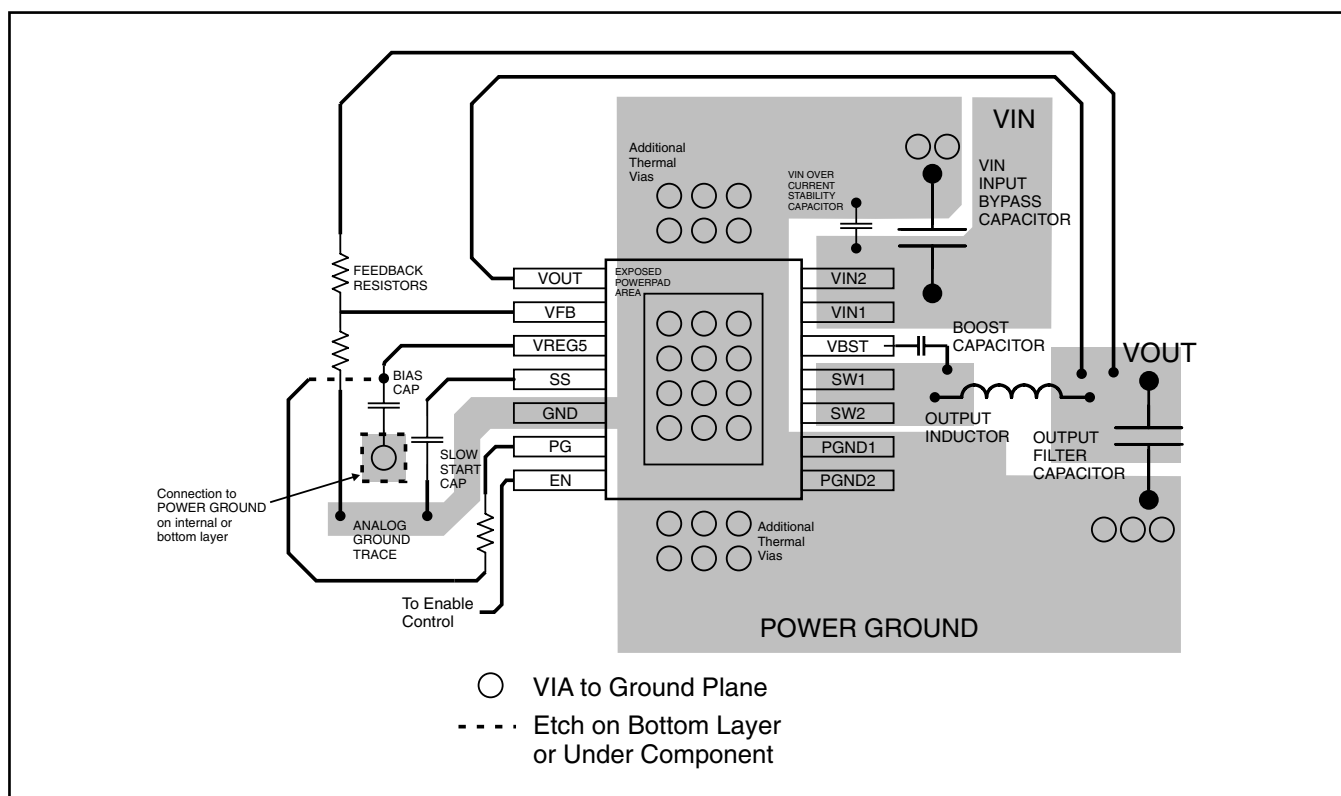 VIN
Additional
Thermal
Vias
VIN OVER
CURRENT
STABILITY
CAPACITOR
VIN
INPUT
BYPASS
CAPACITOR
FEEDBACK
RESISTORS
VOUT
VFB
VREG5
SS
GND
PG
EN
EXPOSED
POWERPAD
AREA
VIN2
VIN1
VBST
SW1
SW2
PGND1
PGND2
BOOST
CAPACITOR
VOUT
BIAS
CAP
SLOW
START
CAP
OUTPUT
INDUCTOR
OUTPUT
FILTER
CAPACITOR
Connection to
POWER GROUND
on internal or
bottom layer
ANALOG
GROUND
TRACE
Additional
Thermal
Vias
To Enable
Control
POWER GROUND
VIA to Ground Plane
Etch on Bottom Layer
or Under Component